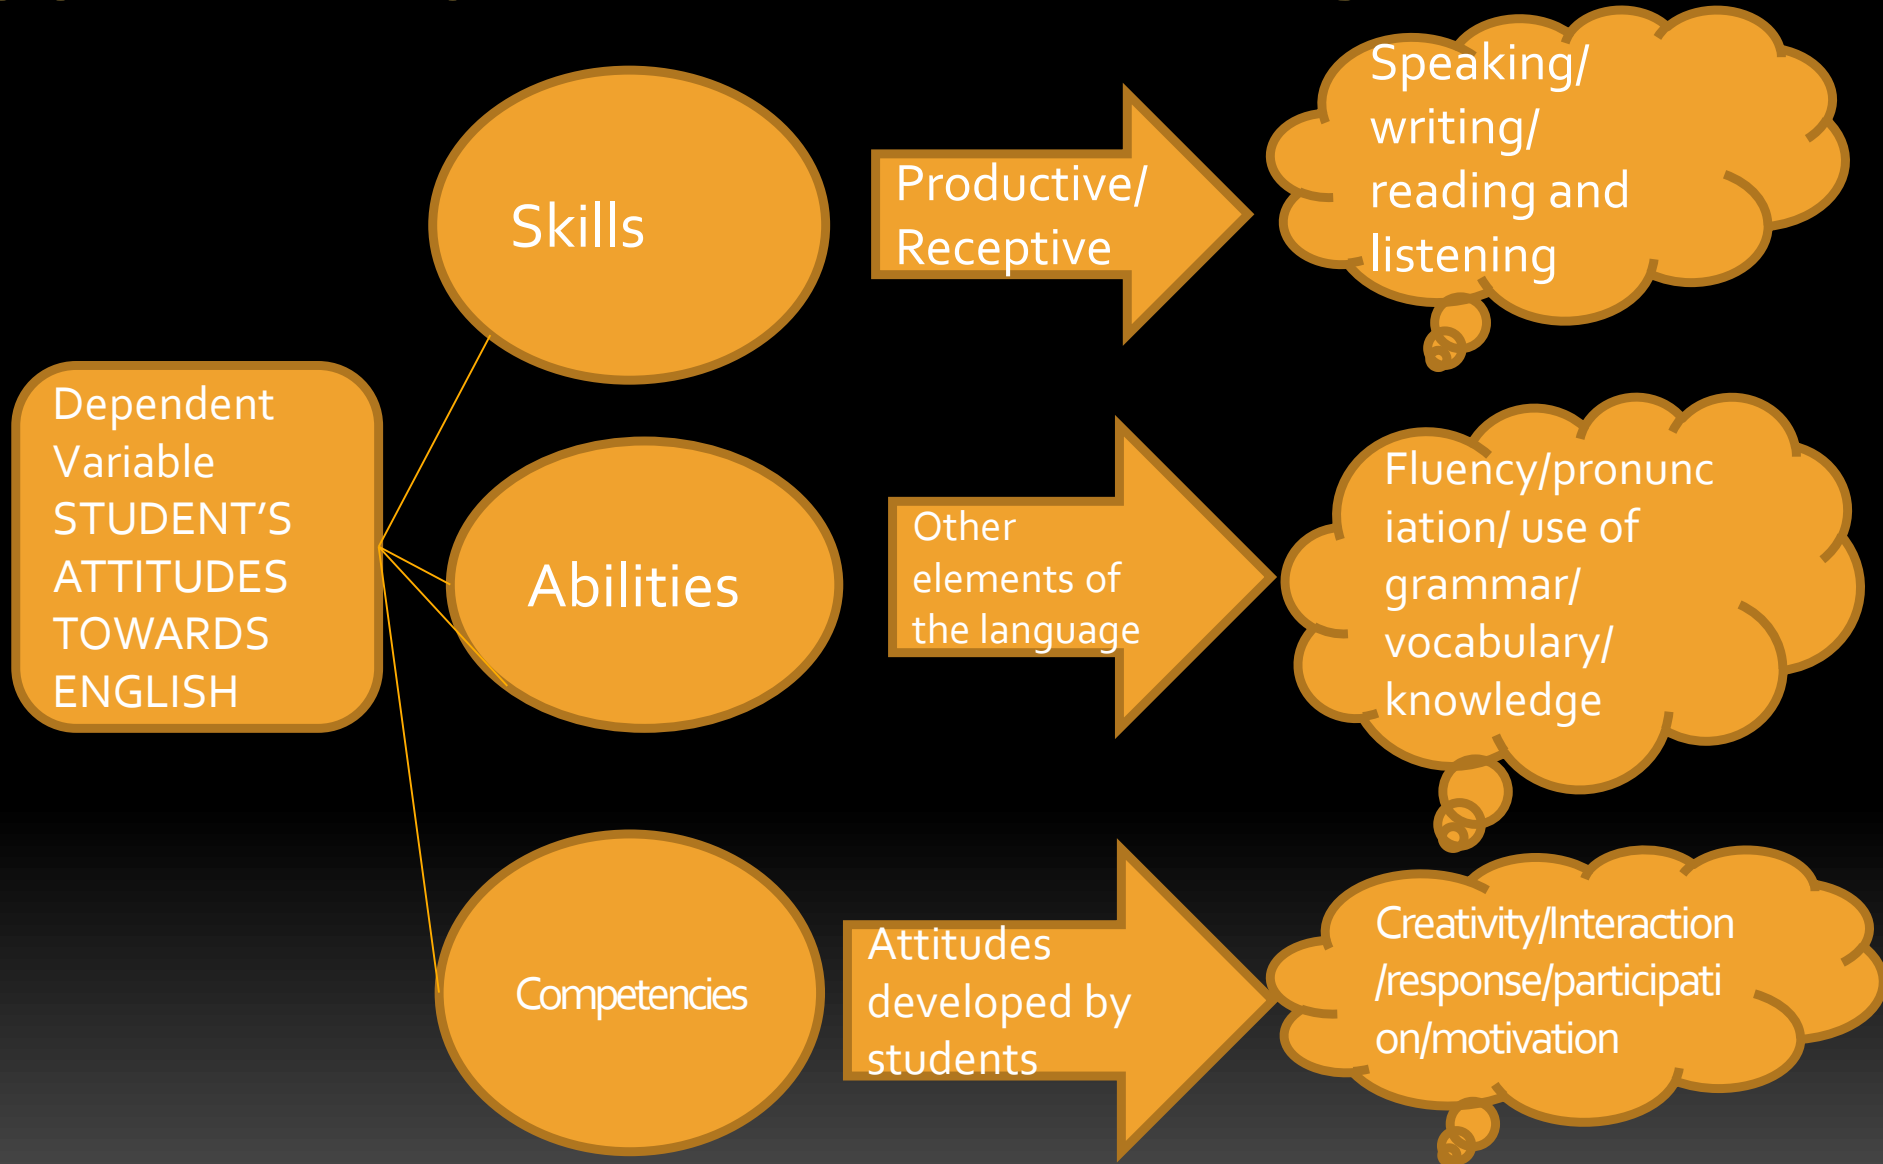 Dependent
Variable
STUDENT’S
ATTITUDES
TOWARDS
ENGLISH
Skills
Productive/
Receptive
Speaking/
writing/
reading and
listening
Abilities
Other
elements of
the language
Fluency/pronunc
iation/ use of
grammar/
vocabulary/
knowledge
Competencies
Attitudes
developed by
students
Creativity/Interaction
/response/participati
on/motivation